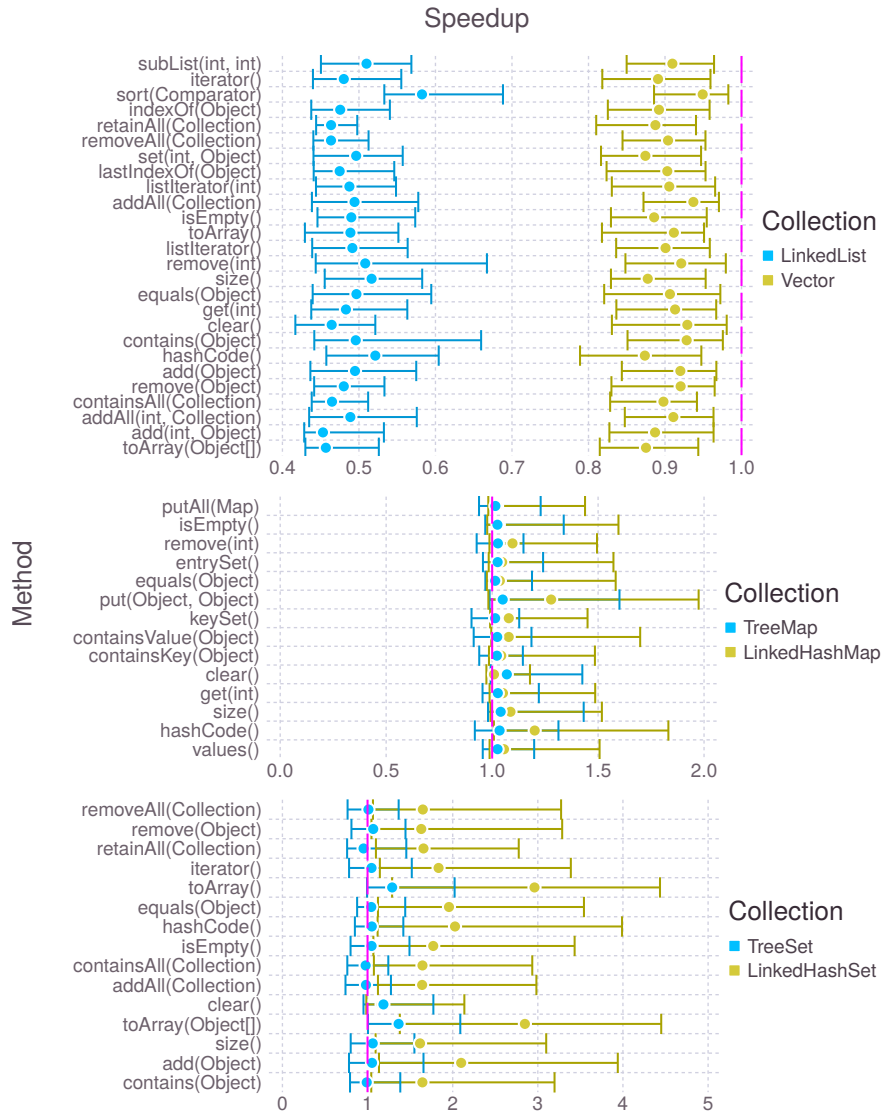 Speedup
subList(int, int)
iterator()
sort(Comparator
indexOf(Object)
retainAll(Collection)
removeAll(Collection)
set(int, Object)
lastIndexOf(Object)
listIterator(int)
addAll(Collection)
isEmpty()
toArray()
listIterator()
remove(int
size()
equals(Object)
get(int)
clear()
contains(Object)
hashCode()
add(Object)
remove(Object)
containsAll(Collection)
addAll(int, Collection)
add(int, Object)
toArray(Object[])
0.4 0.5 0.6 0.7 0.8 0.9 1.0
Collection
LinkedList
Vector
Method
putAll(Map)
isEmpty()
remove(int)
entrySet()
equals(Object)
put(Object, Object)
keySet()
containsValue(Object)
containsKey(Object)
clear()
get(int)
size()
hashCode()
values()
0.0 0.5 1.0 1.5 2.0
Collection
TreeMap
LinkedHashMap
removeAll(Collection)
remove(Object)
retainAll(Collection)
iterator()
toArray()
equals(Object)
hashCode()
isEmpty()
containsAll(Collection)
addAll(Collection)
clear()
toArray(Object[])
size()
add(Object)
contains(Object)
0 1 2 3 4 5
Collection
TreeSet
LinkedHashSet